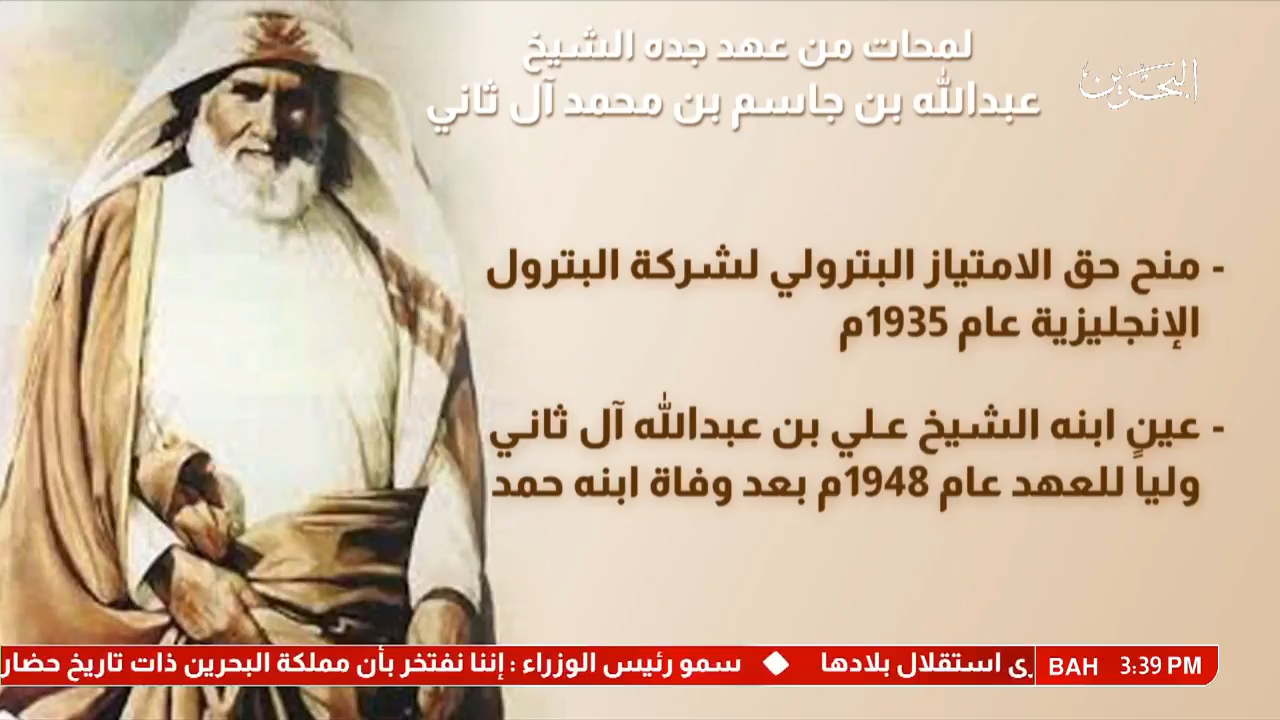 لمحات من عهد جده الشيخ
عبدالله بن جاسم بن محمد آل ثاني
البحرين
- منح حق الامتياز البترولي لشركة البترول
الإنجليزية عام 1935م
- عينٍ ابنه الشيخ علي بن عبدالله آل ثاني
ولياً للعهد عام 1948م بعد وفاة ابنه حمد
BAH 3:39 PM
استقلال بلادها ◆ سمو رئيس الوزراء : إننا نفتخر بأن مملكة البحرين ذات تاريخ حضار